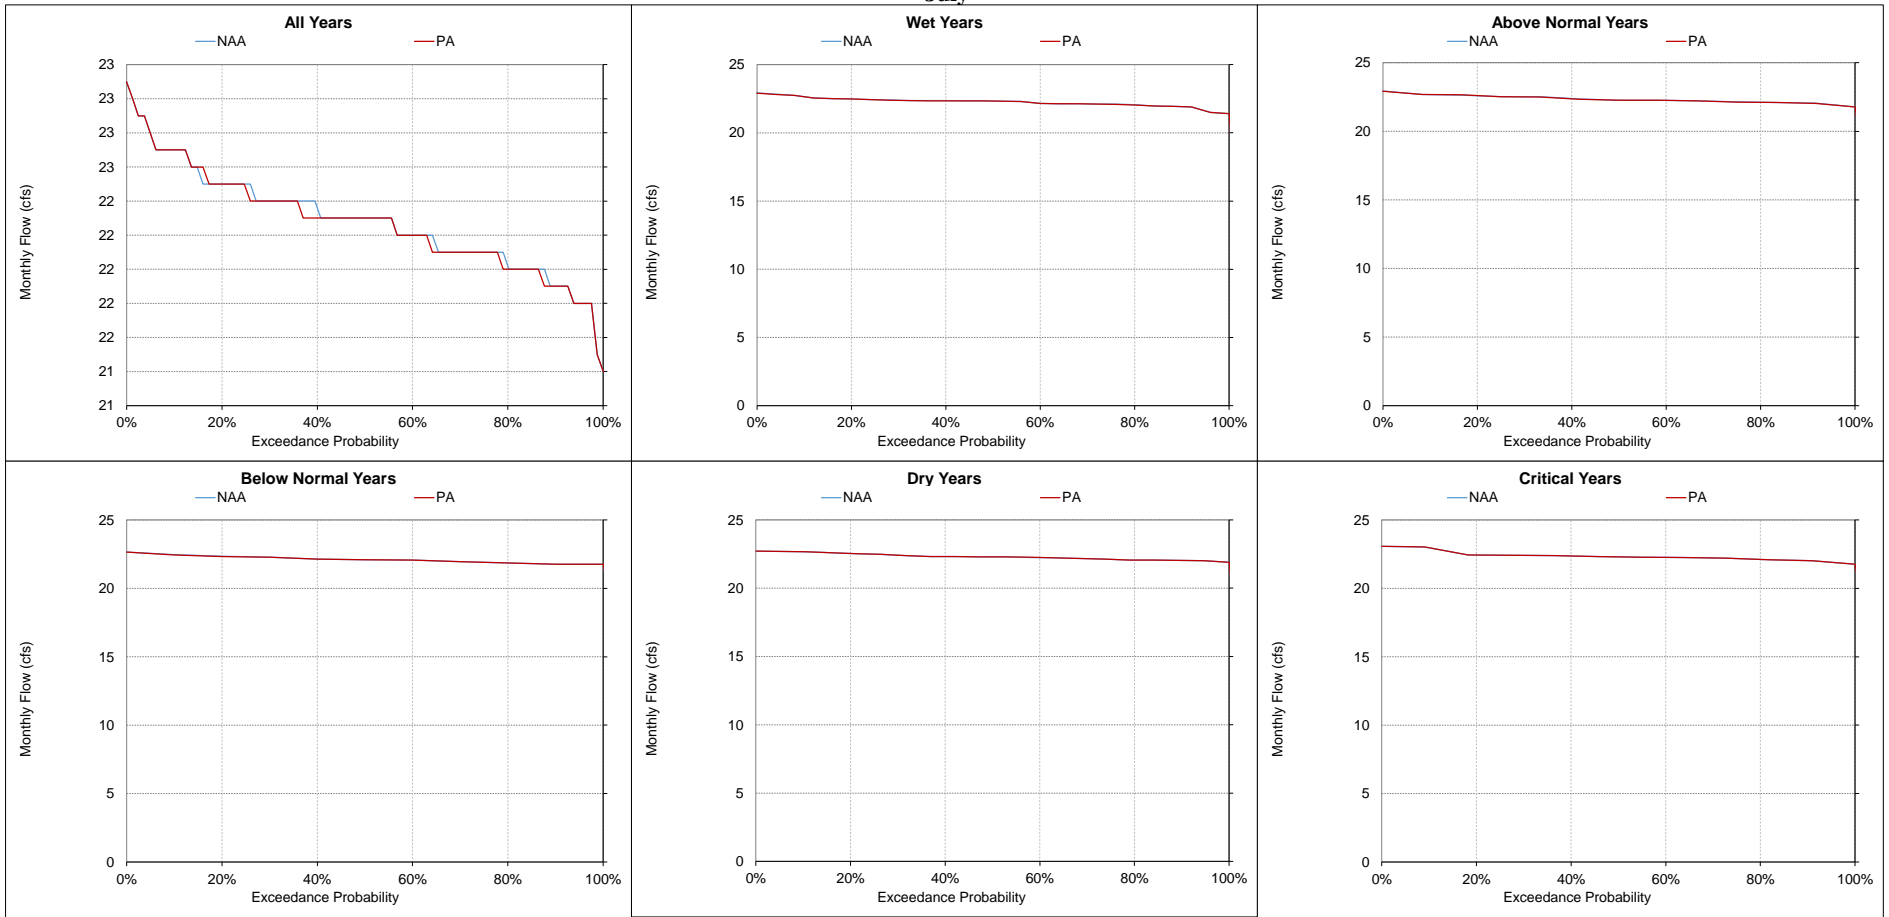 All Years
NAA PA
23
23
23
23
22
22
22
22
22
21
21
Monthly Flow (cfs)
0% 20% 40% 60% 80% 100%
Exceedance Probability
Wet Years
NAA PA
25
20
15
10
5
0
Monthly Flow (cfs)
0% 20% 40% 60% 80% 100%
Exceedance Probability
Above Normal Years
NAA PA
25
20
15
10
5
0
Monthly Flow (cfs)
0% 20% 40% 60% 80% 100%
Exceedance Probability
Below Normal Years
NAA PA
25
20
15
10
5
0
Monthly Flow (cfs)
0% 20% 40% 60% 80% 100%
Exceedance Probability
Dry Years
NAA PA
25
20
15
10
5
0
Monthly Flow (cfs)
0% 20% 40% 60% 80% 100%
Exceedance Probability
Critical Years
NAA PA
25
20
15
10
5
0
Monthly Flow (cfs)
0% 20% 40% 60% 80% 100%
Exceedance Probability